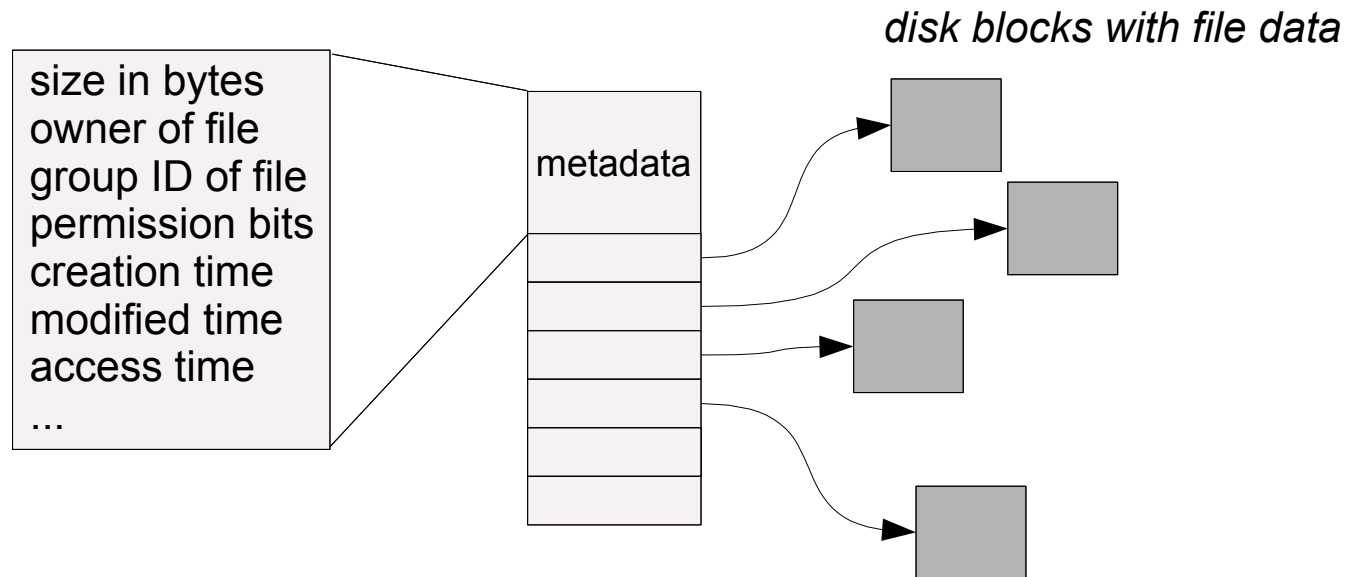 disk blocks with file data
size in bytes
owner of file
group ID of file
permission bits
creation time
modified time
access time
...
metadata